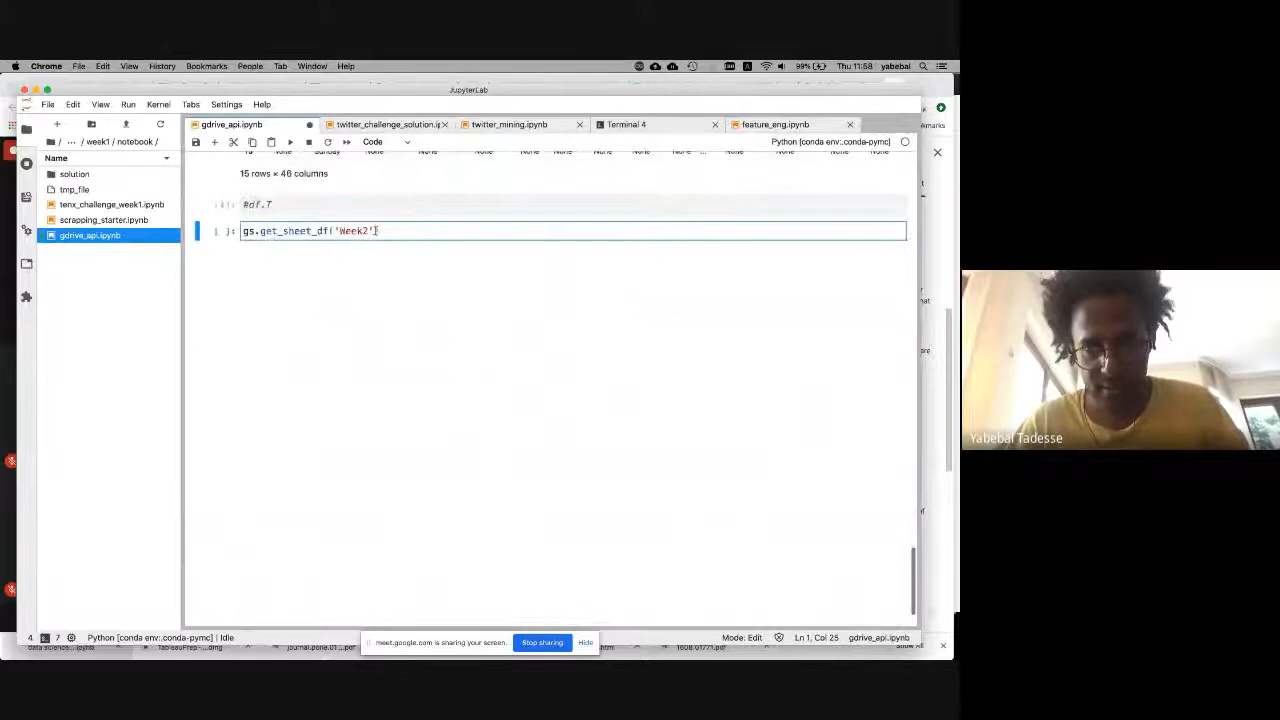 Chrome File Edit View History Bookmarks People Tab Window Help
99% Thu 11:58 yabebal
JupyterLab
File Edit View Run Kernel Tabs Settings Help
gdrive_api.ipynb
twitter_challenge_solution.ip
twitter_mining.ipynb
Terminal 4
feature_eng.ipynb
Code
Python [conda env:.conda-pymc]
/ ... / week1 / notebook /
Name
solution
tmp_file
tenx_challenge_week1.ipynb
scrapping_starter.ipynb
gdrive_api.ipynb
15 rows × 46 columns
#df.T
[ ]: gs.get_sheet_df('Week2')
Yabebal Tadesse
4 7 Python [conda env:.conda-pymc] | Idle
Mode: Edit Ln 1, Col 25 gdrive_api.ipynb
meet.google.com is sharing your screen. Stop sharing Hide